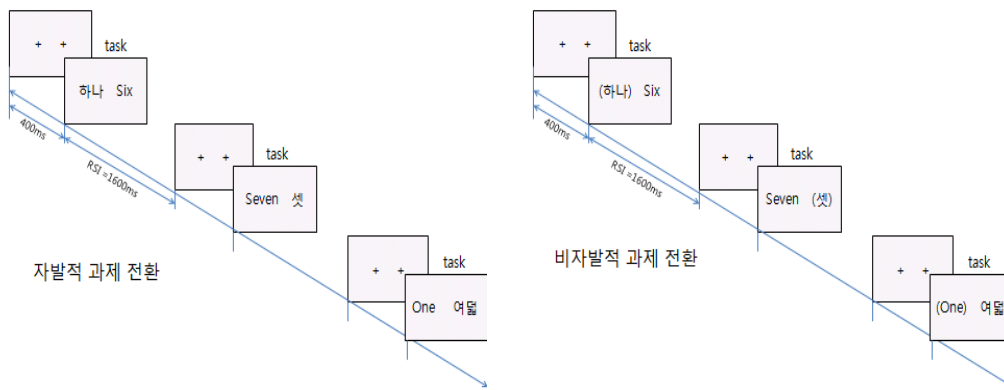 + +
task
하나 Six
400ms
RSI =1600ms
+ +
task
Seven 셋
+ +
task
One 여덟
자발적 과제 전환
+ +
task
(하나) Six
400ms
RSI =1600ms
+ +
task
Seven (셋)
+ +
task
(One) 여덟
비자발적 과제 전환